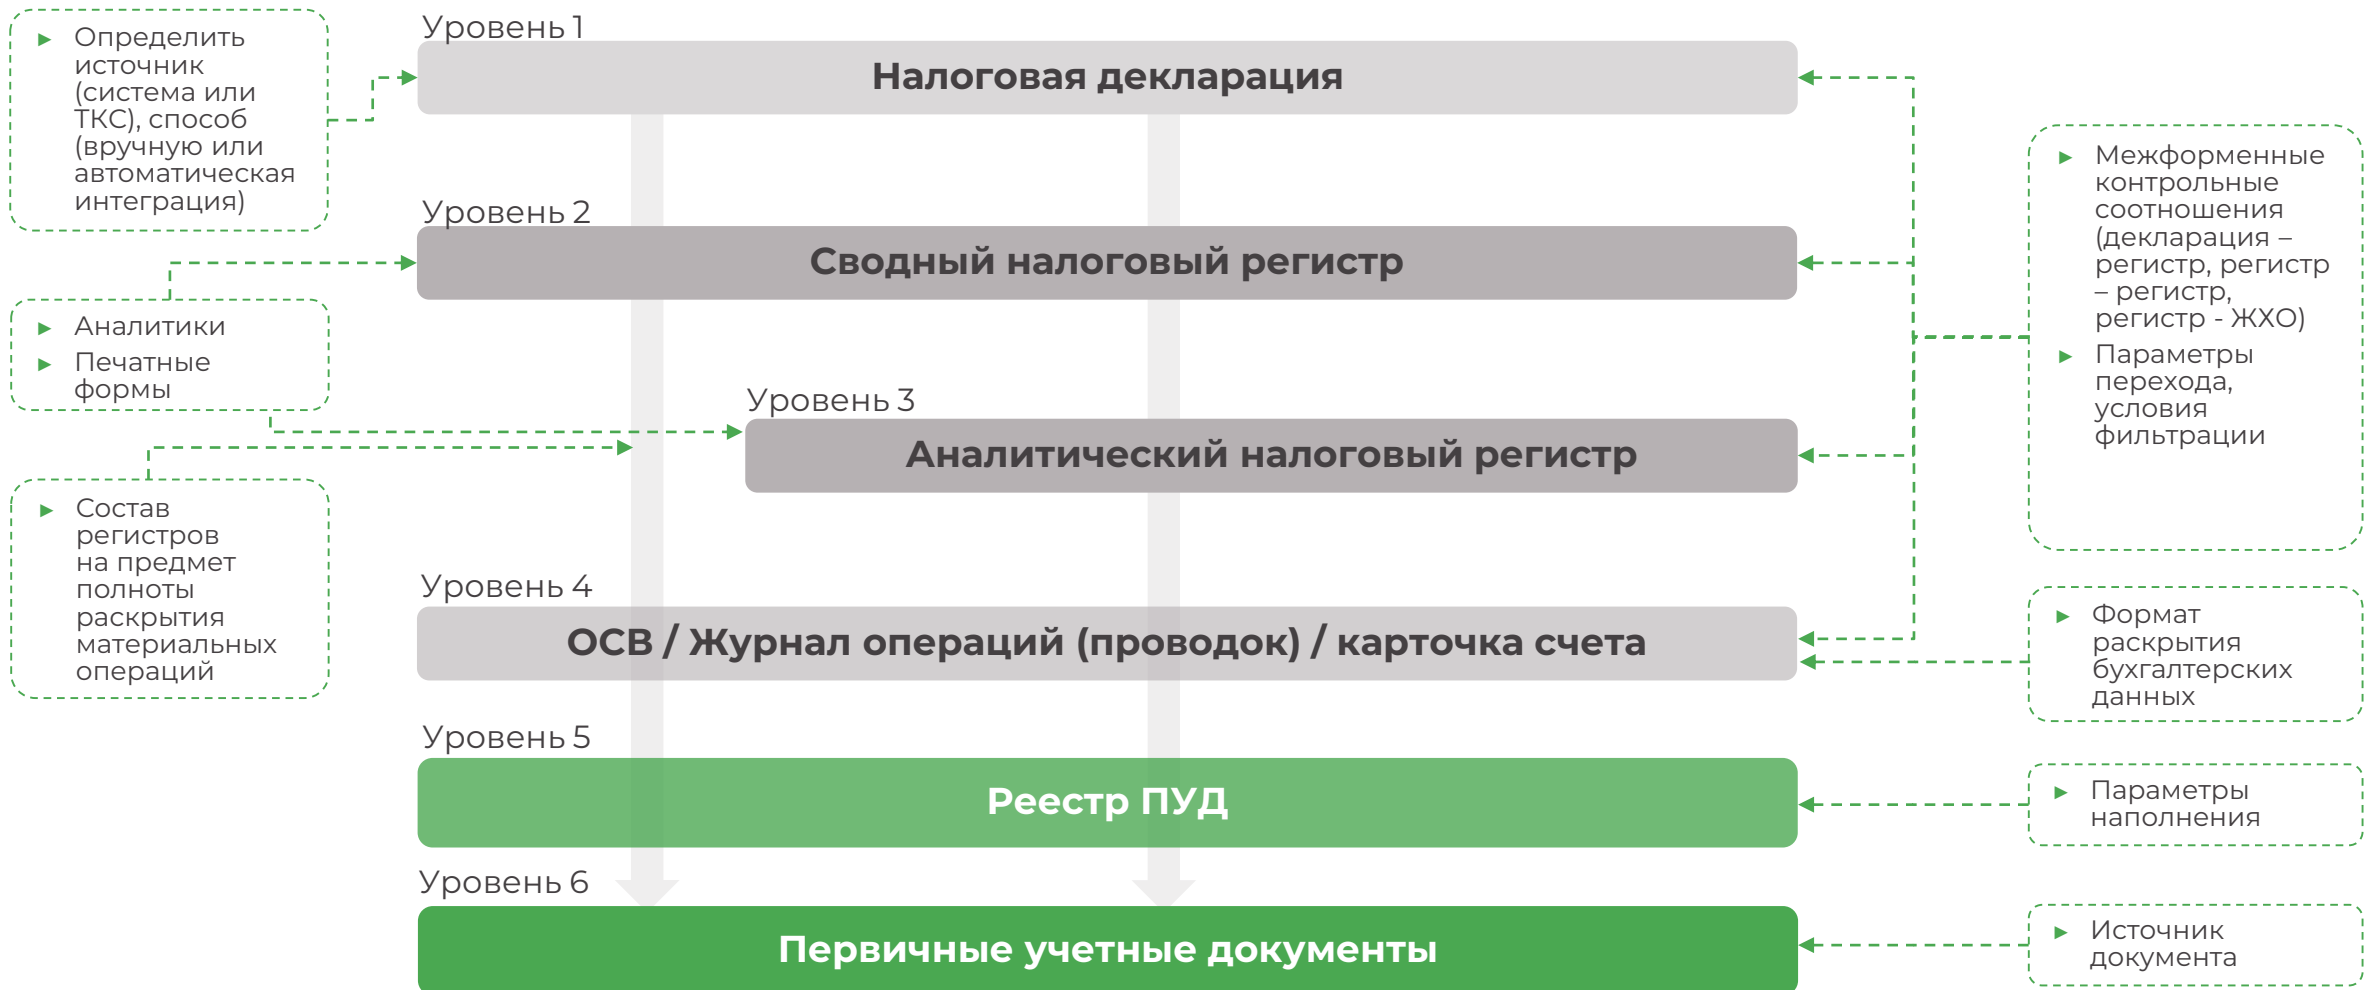 Уровень 1
Налоговая декларация
► Определить
источник
(система или
ТКС), способ
(вручную или
автоматическая
интеграция)
Уровень 2
Сводный налоговый регистр
► Аналитики
► Печатные
формы
Уровень 3
Аналитический налоговый регистр
► Состав
регистров
на предмет
полноты
раскрытия
материальных
операций
► Межформенные
контрольные
соотношения
(декларация –
регистр, регистр
– регистр,
регистр - ЖХО)
► Параметры
перехода,
условия
фильтрации
Уровень 4
ОСВ / Журнал операций (проводок) / карточка счета
► Формат
раскрытия
бухгалтерских
данных
Уровень 5
Реестр ПУД
► Параметры
наполнения
Уровень 6
Первичные учетные документы
► Источник
документа